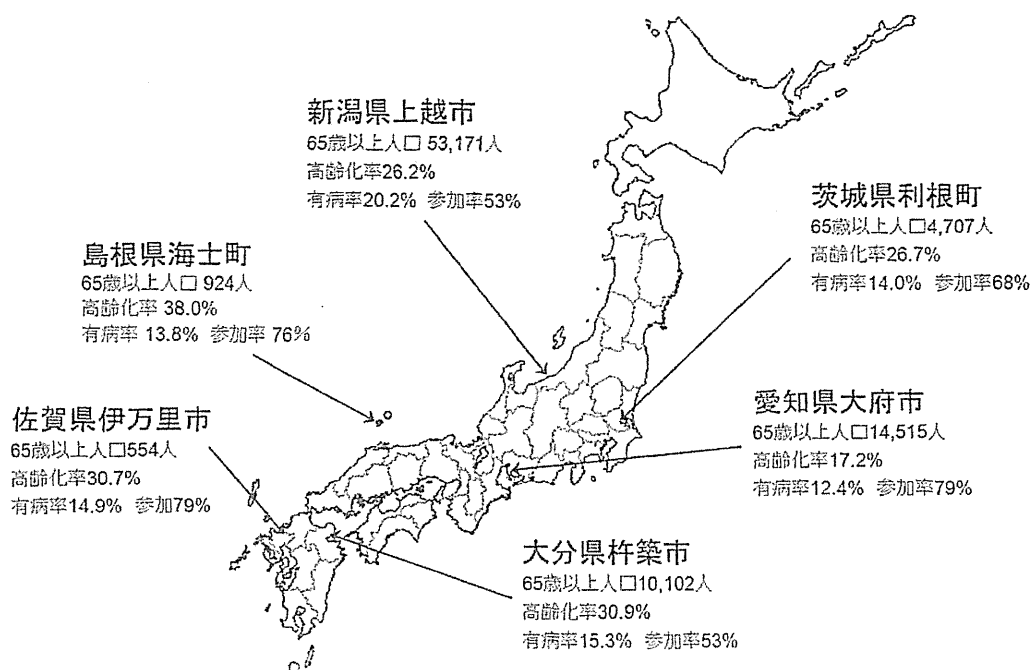 新潟県上越市
65歳以上人口 53,171人
高齢化率26.2%
有病率20.2% 参加率53%
茨城県利根町
65歳以上人口4,707人
高齢化率26.7%
有病率14.0% 参加率68%
島根県海士町
65歳以上人口 924人
高齢化率 38.0%
有病率 13.8% 参加率 76%
愛知県大府市
65歳以上人口14,515人
高齢化率17.2%
有病率12.4% 参加率79%
佐賀県伊万里市
65歳以上人口554人
高齢化率30.7%
有病率14.9% 参加79%
大分県杵築市
65歳以上人口10,102人
高齢化率30.9%
有病率15.3% 参加率53%